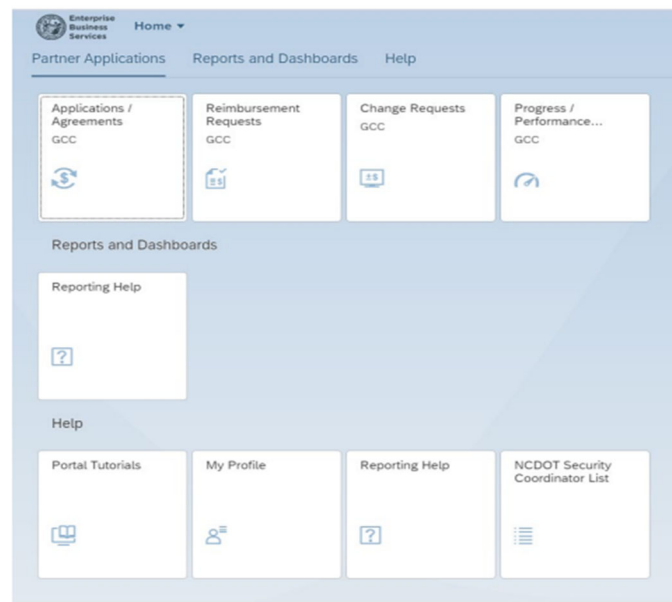 Enterprise
Business
Services
Home
Partner Applications Reports and Dashboards Help
Applications /
Agreements
GCC
Reimbursement
Requests
GCC
Change Requests
GCC
Progress /
Performance...
GCC
Reports and Dashboards
Reporting Help
Help
Portal Tutorials
My Profile
Reporting Help
NCDOT Security
Coordinator List